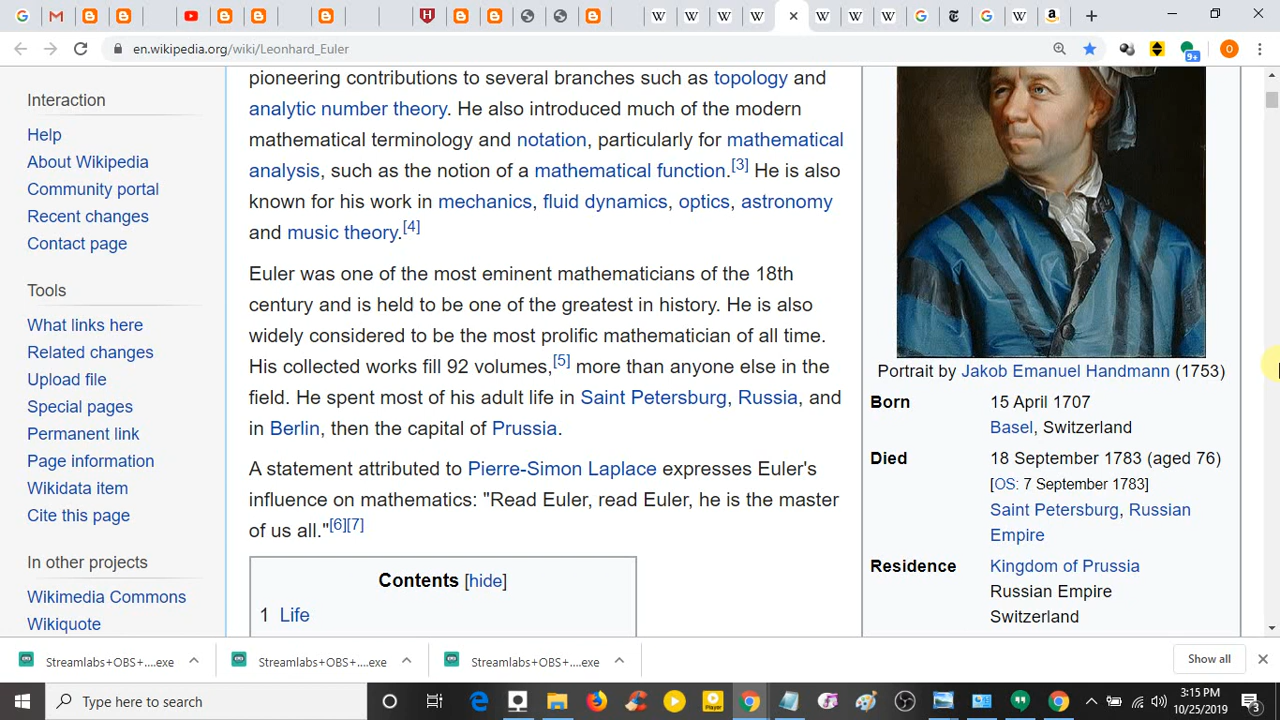 en.wikipedia.org/wiki/Leonhard_Euler
9+
O
Interaction
Help
About Wikipedia
Community portal
Recent changes
Contact page
Tools
What links here
Related changes
Upload file
Special pages
Permanent link
Page information
Wikidata item
Cite this page
In other projects
Wikimedia Commons
Wikiquote
pioneering contributions to several branches such as topology and
analytic number theory. He also introduced much of the modern
mathematical terminology and notation, particularly for mathematical
analysis, such as the notion of a mathematical function.[3] He is also
known for his work in mechanics, fluid dynamics, optics, astronomy
and music theory.[4]
Euler was one of the most eminent mathematicians of the 18th
century and is held to be one of the greatest in history. He is also
widely considered to be the most prolific mathematician of all time.
His collected works fill 92 volumes,[5] more than anyone else in the
field. He spent most of his adult life in Saint Petersburg, Russia, and
in Berlin, then the capital of Prussia.
A statement attributed to Pierre-Simon Laplace expresses Euler's
influence on mathematics: "Read Euler, read Euler, he is the master
of us all."[6][7]
Contents [hide]
1 Life
Portrait by Jakob Emanuel Handmann (1753)
Born 15 April 1707
Basel, Switzerland
Died 18 September 1783 (aged 76)
[OS: 7 September 1783]
Saint Petersburg, Russian
Empire
Residence Kingdom of Prussia
Russian Empire
Switzerland
Streamlabs+OBS+....exe
Streamlabs+OBS+....exe
Streamlabs+OBS+....exe
Show all
Type here to search
Player
3:15 PM
10/25/2019
3